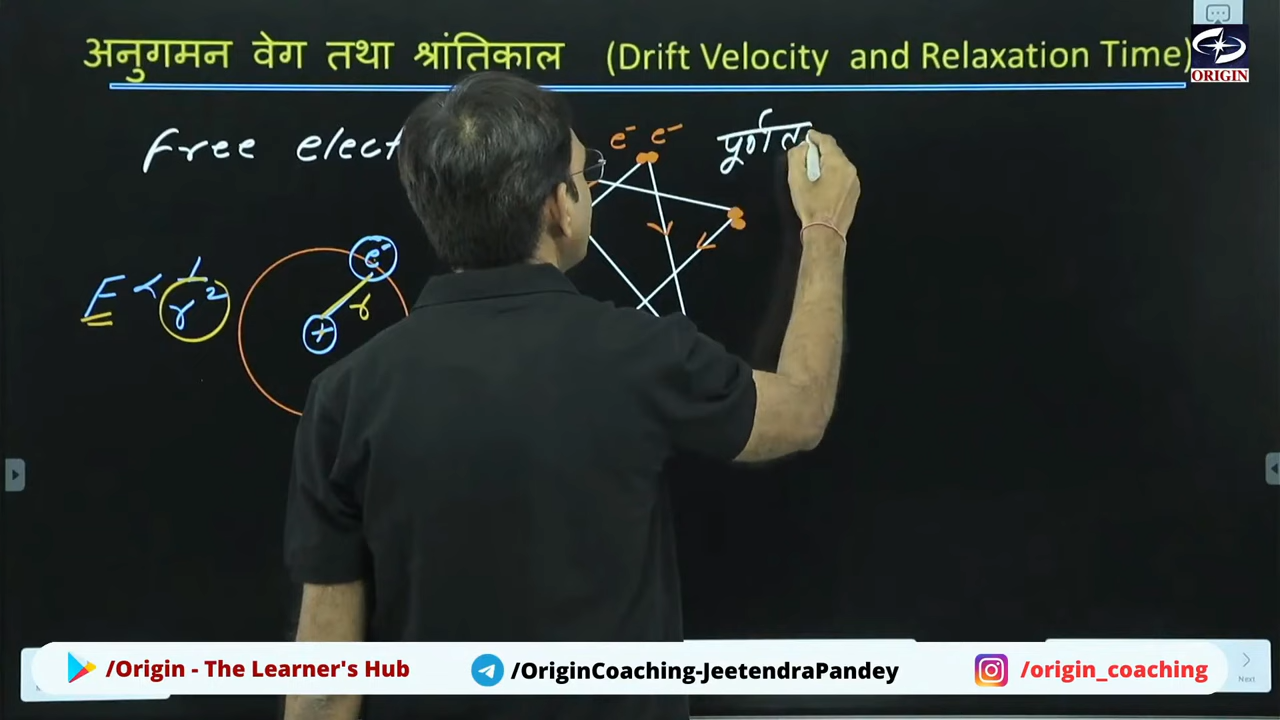 अनुगमन वेग तथा श्रांतिकाल (Drift Velocity and Relaxation Time)
ORIGIN
Free elect
e⁻ e⁻
e⁻
r
+
F < 1/r²
/Origin - The Learner's Hub
/OriginCoaching-JeetendraPandey
/origin_coaching
Next